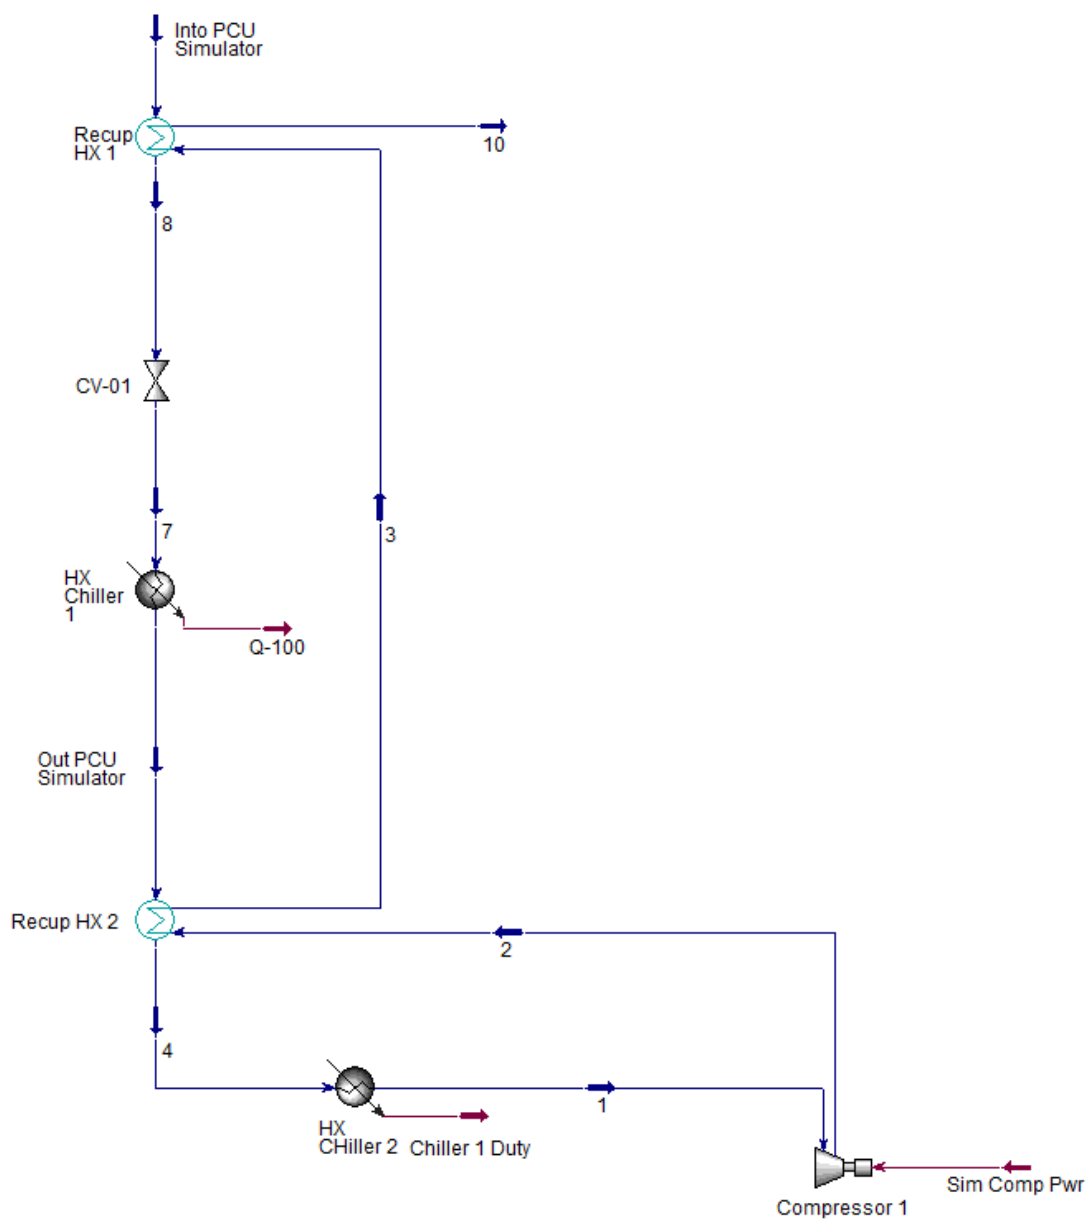 Into PCU
Simulator
Recup
HX 1
10
8
CV-01
7
3
HX
Chiller
1
Q-100
Out PCU
Simulator
Recup HX 2
2
4
1
HX
CHiller 2
Chiller 1 Duty
Sim Comp Pwr
Compressor 1